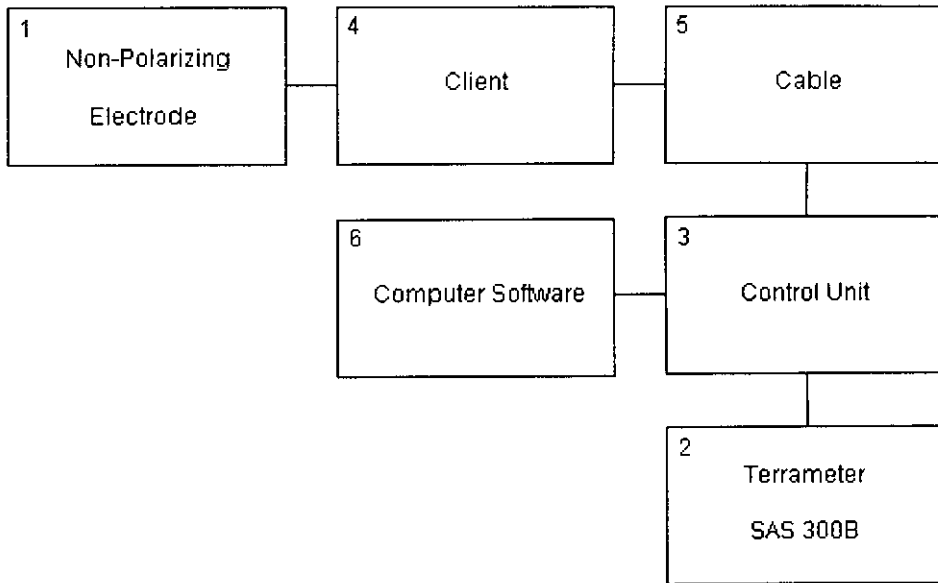 1
Non-Polarizing
Electrode
4
Client
5
Cable
6
Computer Software
3
Control Unit
2
Terrameter
SAS 300B